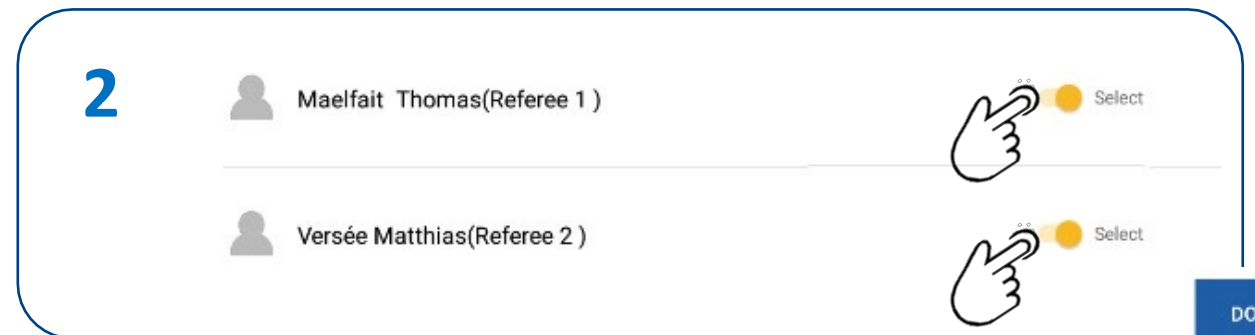 2
Maelfait Thomas(Referee 1 )
Select
Versée Matthias(Referee 2 )
Select